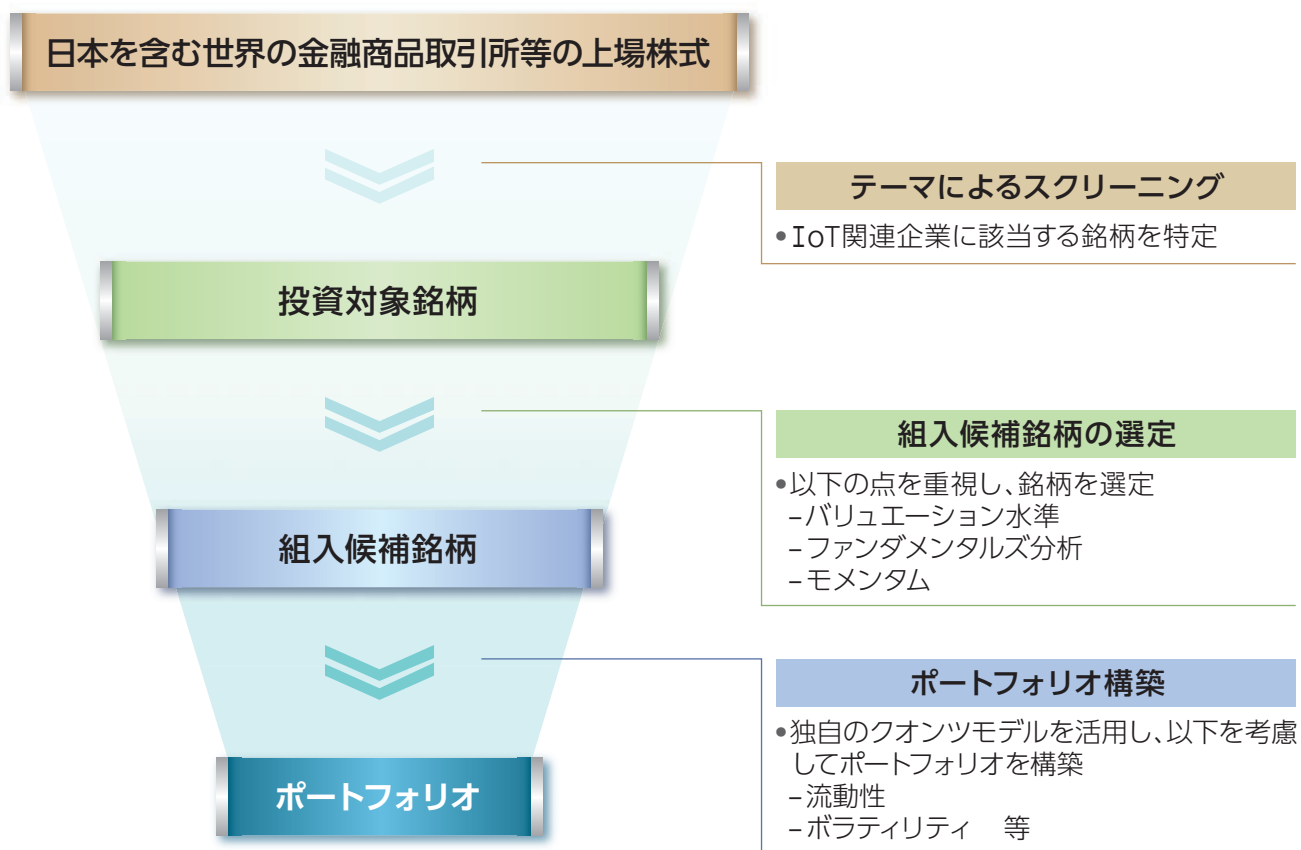 日本を含む世界の金融商品取引所等の上場株式
テーマによるスクリーニング
•IoT関連企業に該当する銘柄を特定
投資対象銘柄
組入候補銘柄の選定
•以下の点を重視し、銘柄を選定
–バリュエーション水準
–ファンダメンタルズ分析
–モメンタム
組入候補銘柄
ポートフォリオ構築
•独自のクオンツモデルを活用し、以下を考慮
してポートフォリオを構築
–流動性
–ボラティリティ　等
ポートフォリオ